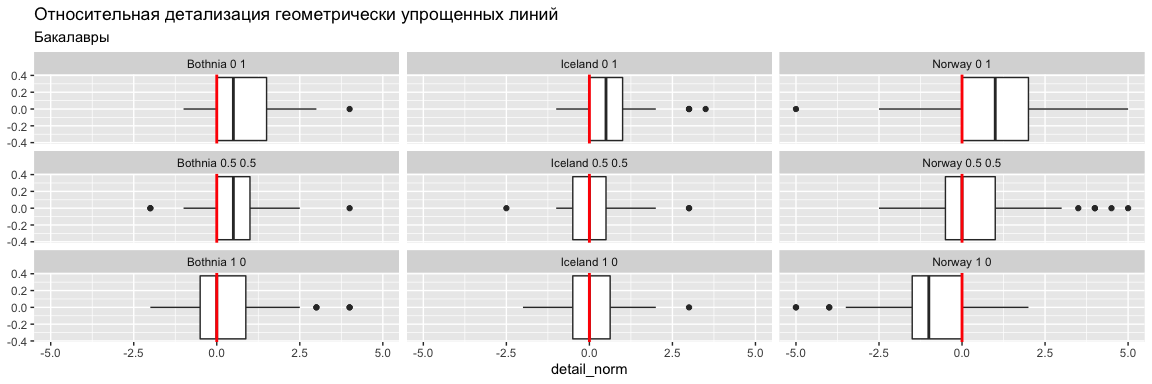 Относительная детализация геометрически упрощенных линий
Бакалавры
Bothnia 0 1
Iceland 0 1
Norway 0 1
0.4
0.2
0.0
-0.2
-0.4
Bothnia 0.5 0.5
Iceland 0.5 0.5
Norway 0.5 0.5
0.4
0.2
0.0
-0.2
-0.4
Bothnia 1 0
Iceland 1 0
Norway 1 0
0.4
0.2
0.0
-0.2
-0.4
-5.0 -2.5 0.0 2.5 5.0 -5.0 -2.5 0.0 2.5 5.0 -5.0 -2.5 0.0 2.5 5.0
detail_norm